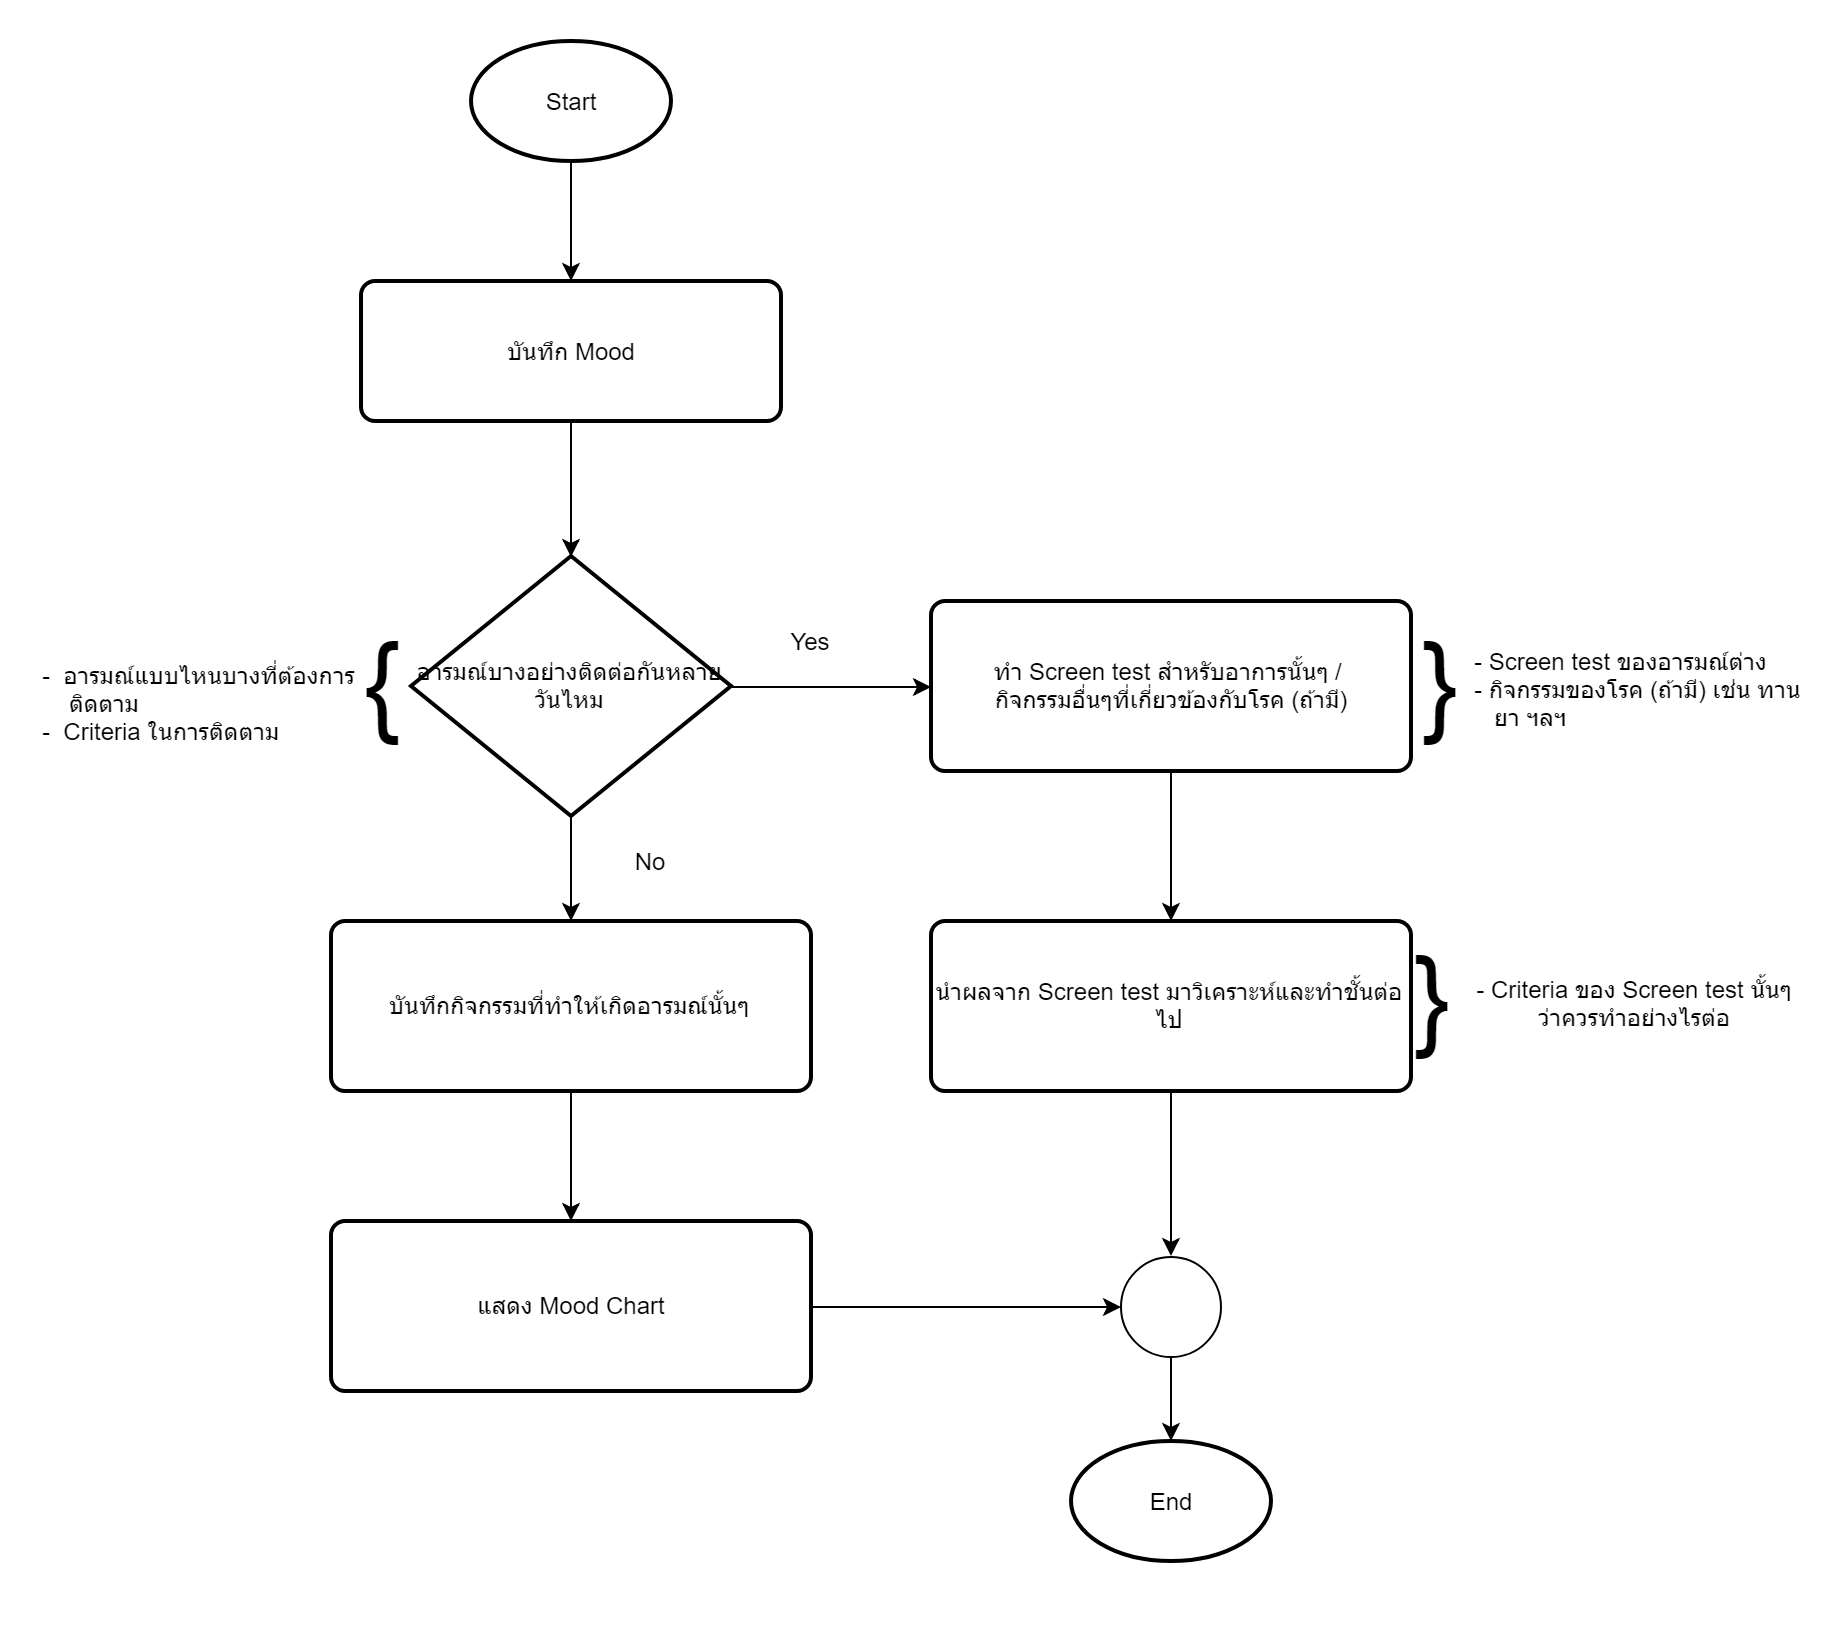 Start
บันทึก Mood
อารมณ์บางอย่างติดต่อกันหลาย
วันไหม
-  อารมณ์แบบไหนบางที่ต้องการ
ติดตาม
-  Criteria ในการติดตาม
{
Yes
ทำ Screen test สำหรับอาการนั้นๆ /
กิจกรรมอื่นๆที่เกี่ยวข้องกับโรค (ถ้ามี)
}
- Screen test ของอารมณ์ต่าง
- กิจกรรมของโรค (ถ้ามี) เช่น ทาน
ยา ฯลฯ
No
บันทึกกิจกรรมที่ทำให้เกิดอารมณ์นั้นๆ
นำผลจาก Screen test มาวิเคราะห์และทำชั้นต่อ
ไป
}
- Criteria ของ Screen test นั้นๆ
ว่าควรทำอย่างไรต่อ
แสดง Mood Chart
End